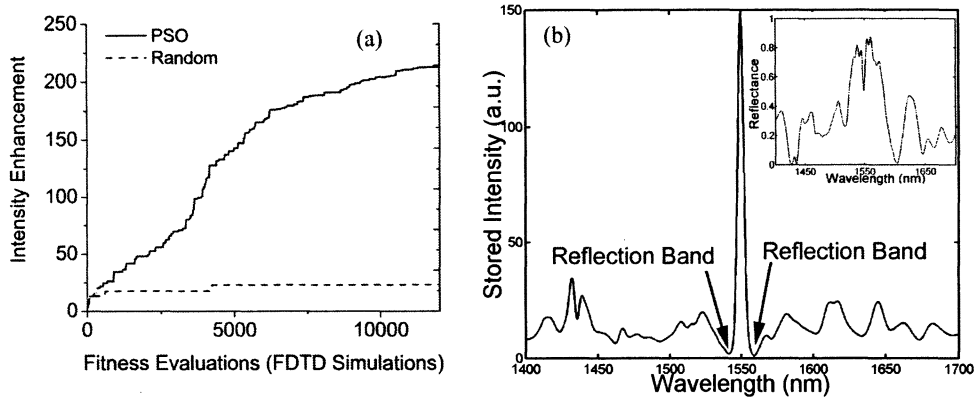 (a)
PSO
Random
250
200
150
100
50
0
0
5000
10000
Intensity Enhancement
Fitness Evaluations (FDTD Simulations)
(b)
Stored Intensity (a.u.)
150
100
50
0
1400
1450
1500
1550
1600
1650
1700
Wavelength (nm)
Reflection Band
Reflection Band
Reflectance
1
0.8
0.6
0.4
0.2
0
1450
1550
1650
Wavelength (nm)